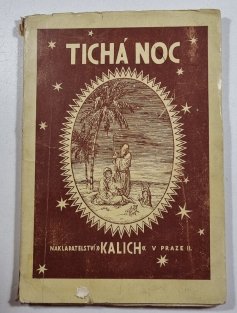 TICHÁ NOC
NAKLADATELSTVÍ »KALICH« V PRAZE II.